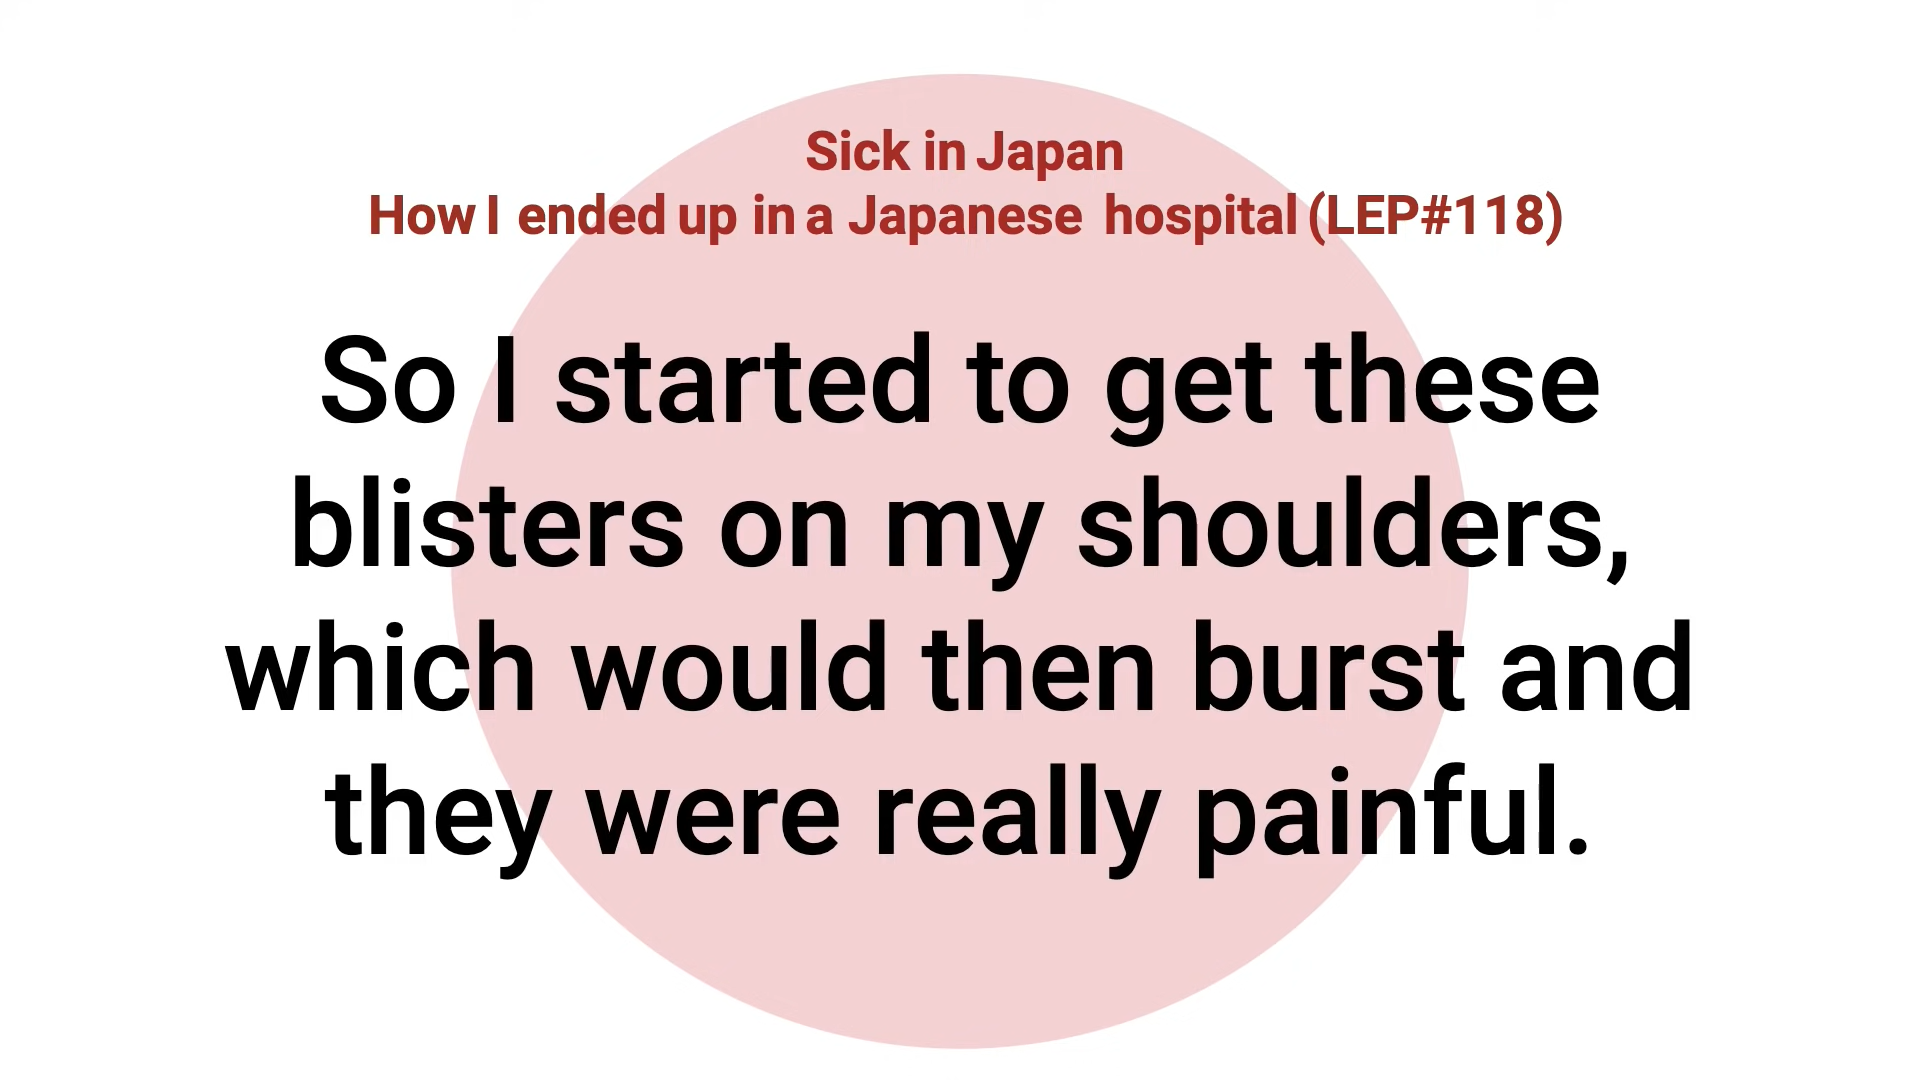 Sick in Japan
How I ended up in a Japanese hospital (LEP#118)
So I started to get these
blisters on my shoulders,
which would then burst and
they were really painful.